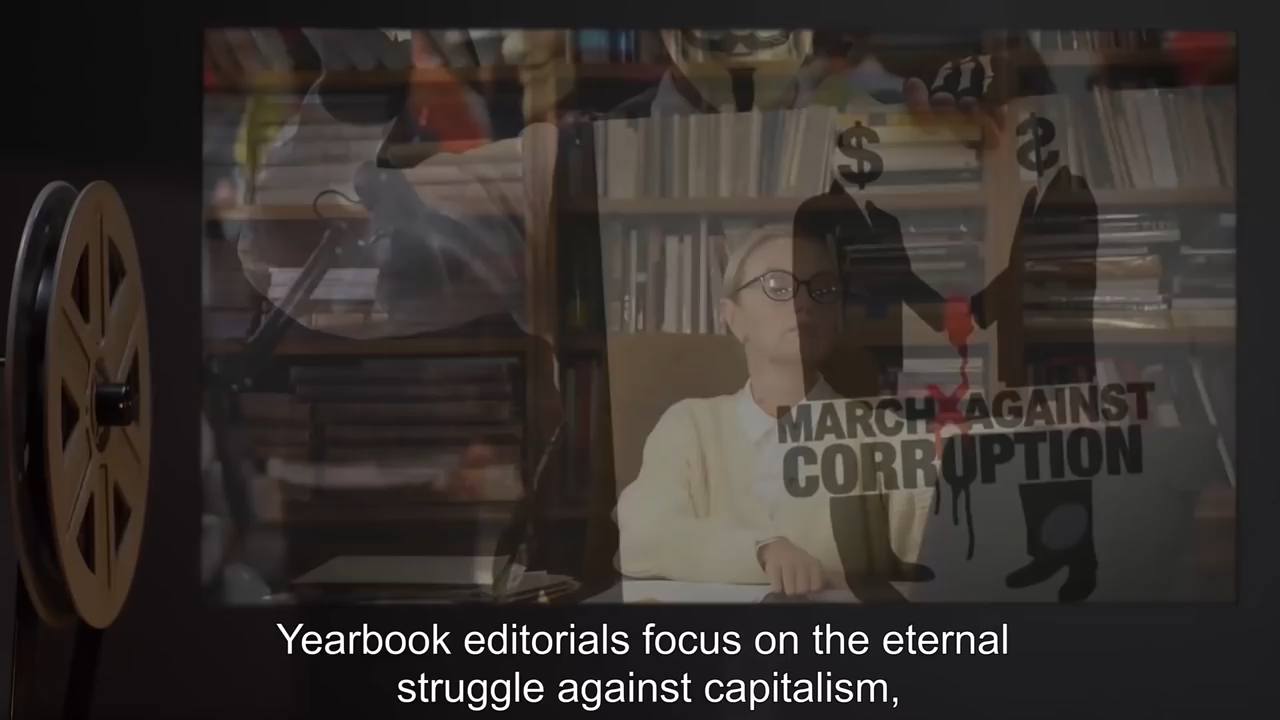 $ $
MARCH AGAINST
CORRUPTION
Yearbook editorials focus on the eternal
struggle against capitalism,